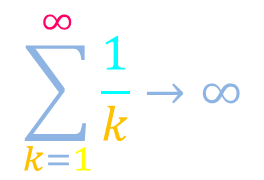 ∑_{k=1}^{∞} 1/k → ∞